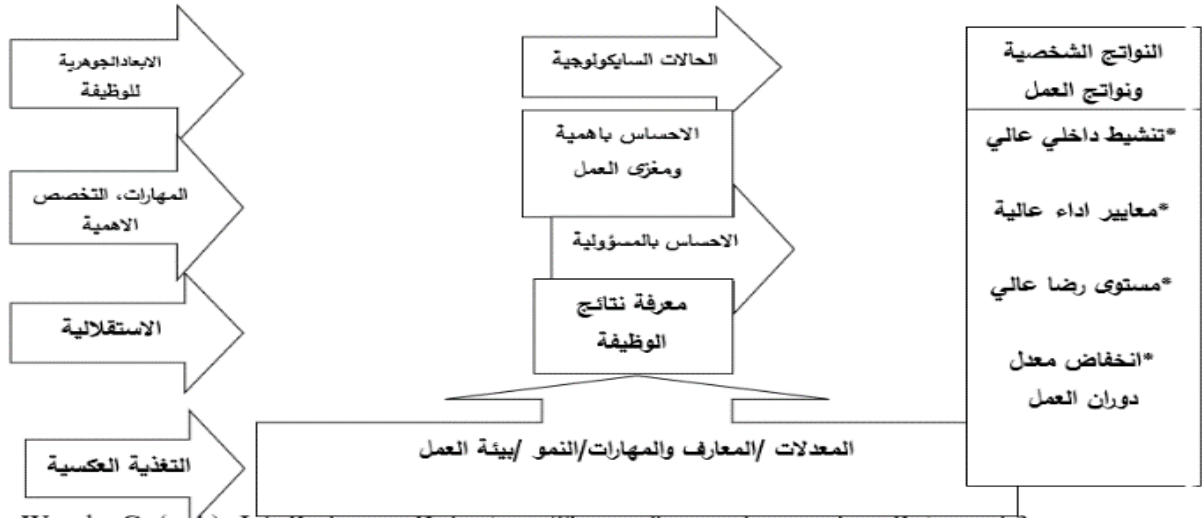 الابعادالجوهرية
للوظيفة
الحالات السايكولوجية
النواتج الشخصية
ونواتج العمل
المهارات، التخصص
الاهمية
الاحساس باهمية
ومغزى العمل
الاحساس بالمسؤولية
*تنشيط داخلي عالي
*معايير اداء عالية
الاستقلالية
معرفة نتائج
الوظيفة
*مستوى رضا عالي
*انخفاض معدل
دوران العمل
التغذية العكسية
المعدلات /المعارف والمهارات/النمو /بيئة العمل